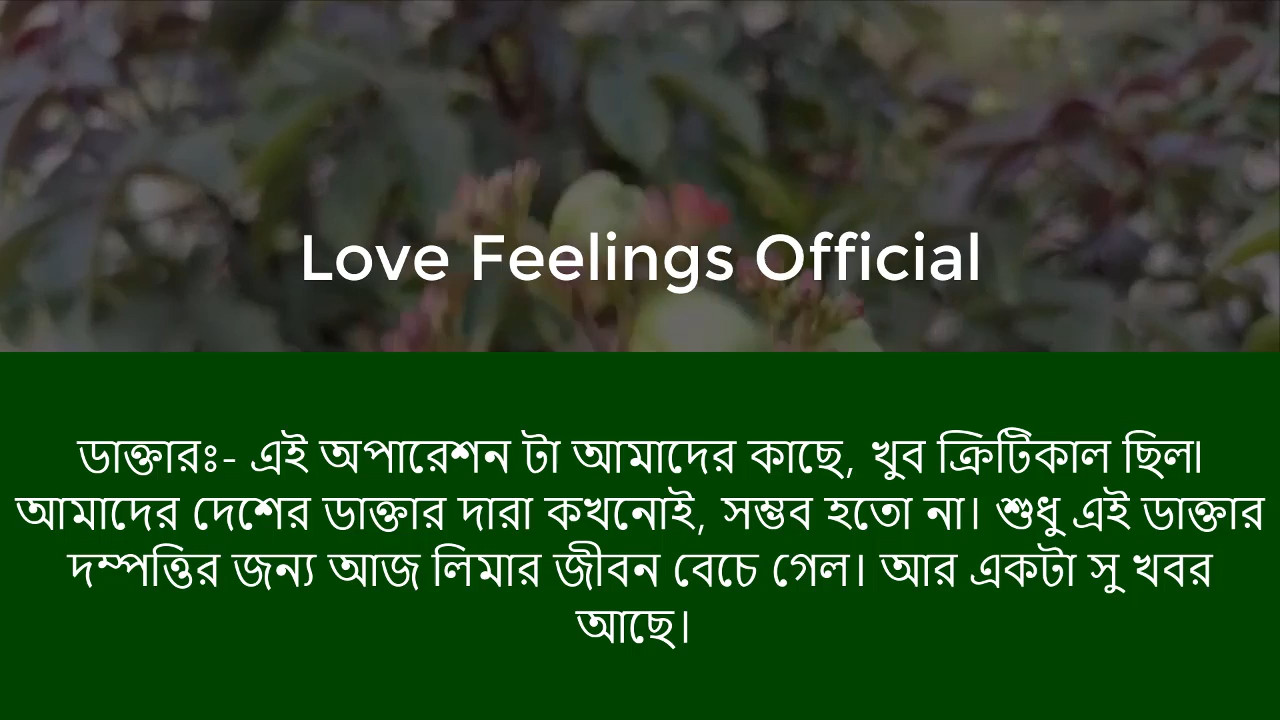 Love Feelings Official
ডাক্তারঃ- এই অপারেশন টা আমাদের কাছে, খুব ক্রিটিকাল ছিল৷
আমাদের দেশের ডাক্তার দারা কখনোই, সম্ভব হতো না। শুধু এই ডাক্তার
দম্পত্তির জন্য আজ লিমার জীবন বেচে গেল। আর একটা সু খবর
আছে।